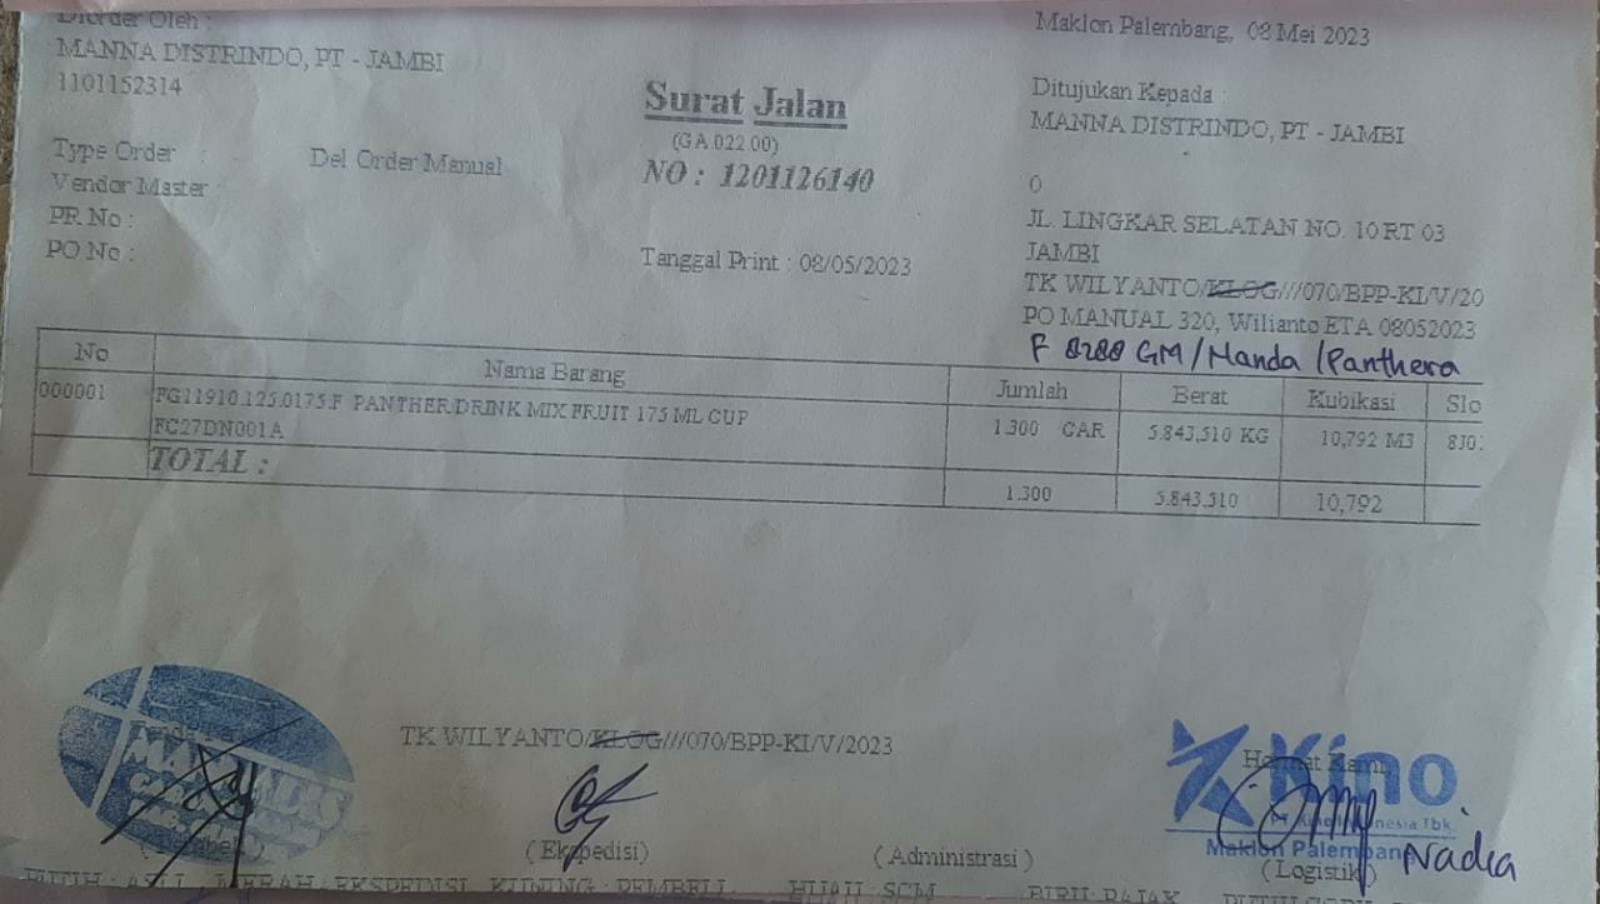 Diorder Oleh :
MANNA DISTRINDO, PT - JAMBI
1101152314
Type Order : Del Order Manual
Vendor Master :
PR No :
PO No :
Surat Jalan
(GA.022.00)
NO : 1201126140
Tanggal Print : 08/05/2023
Maklon Palembang, 08 Mei 2023
Ditujukan Kepada :
MANNA DISTRINDO, PT - JAMBI
0
JL. LINGKAR SELATAN NO. 10 RT 03
JAMBI
TK WILYANTO/KLOG///070/BPP-KI/V/20
PO MANUAL 320, Wilianto ETA 08052023
F 8288 GM/Manda/Panthera
No Nama Barang Jumlah Berat Kubikasi Slo
000001 FG11910.125.0175.F PANTHER DRINK MIX FRUIT 175 ML CUP 1.300 CAR 5.843,510 KG 10,792 M3 8J0
FC27DN001A
TOTAL : 1.300 5.843,510 10,792
TK WILYANTO/KLOG///070/BPP-KI/V/2023
Hormat Kami,
Kino
PT Kino Indonesia Tbk
Maklon Palembang
Nadia
(Ekspedisi) (Administrasi) (Logistik)
PUTIH : ASLI MERAH : EKSPEDISI KUNING : PEMBELI HIJAU : SCM BIRU : PAJAK